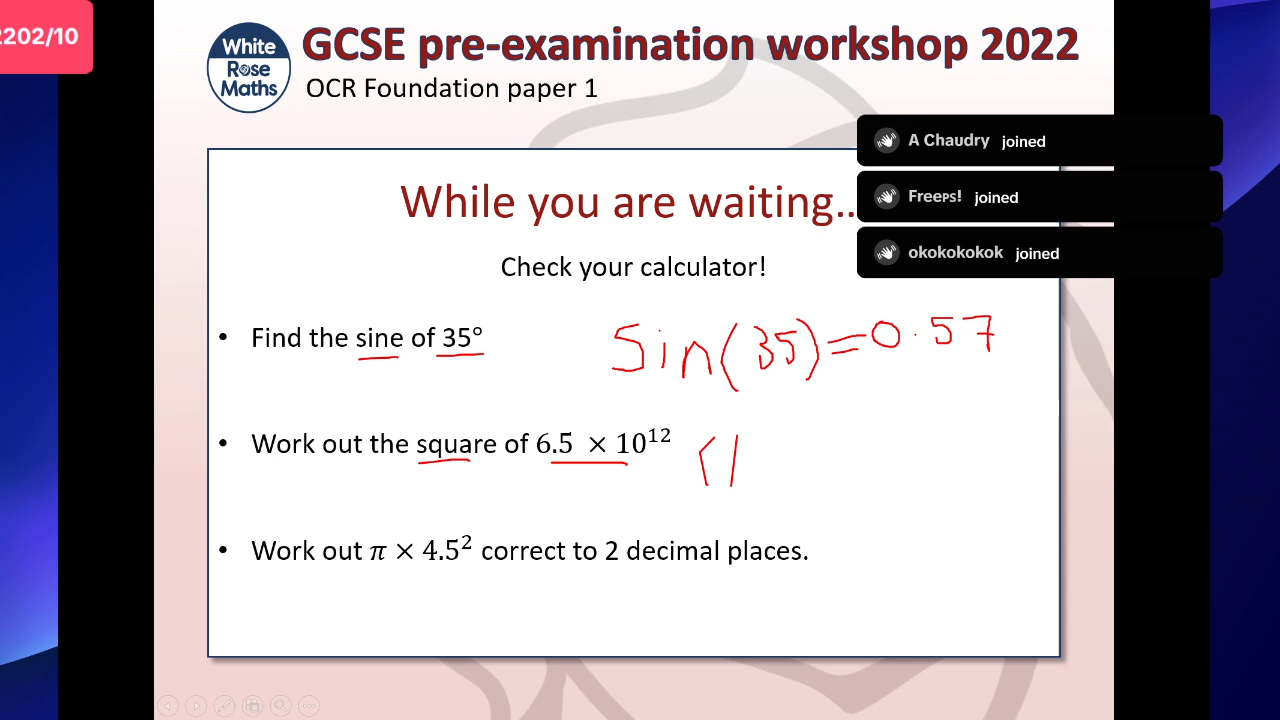 2202/10
White
Rose
Maths
GCSE pre-examination workshop 2022
OCR Foundation paper 1
A Chaudry joined
Freeps! joined
okokokokok joined
While you are waiting..
Check your calculator!
• Find the sine of 35°
Sin(35)=0.57
• Work out the square of 6.5 × 10¹²
• Work out π × 4.5² correct to 2 decimal places.